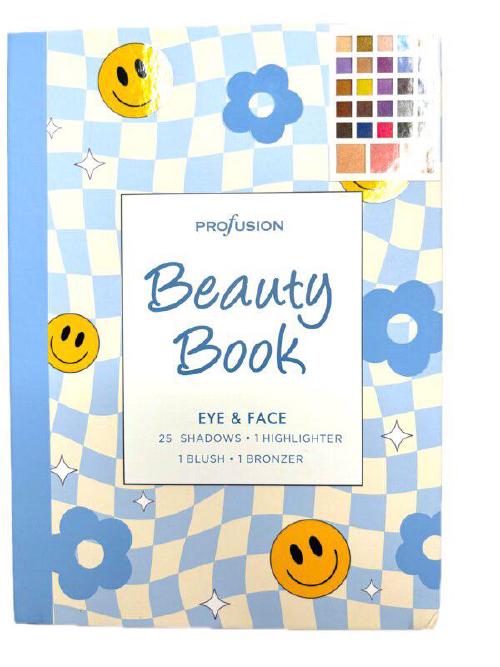 PROfUSION
Beauty
Book
EYE & FACE
25 SHADOWS • 1 HIGHLIGHTER
1 BLUSH • 1 BRONZER